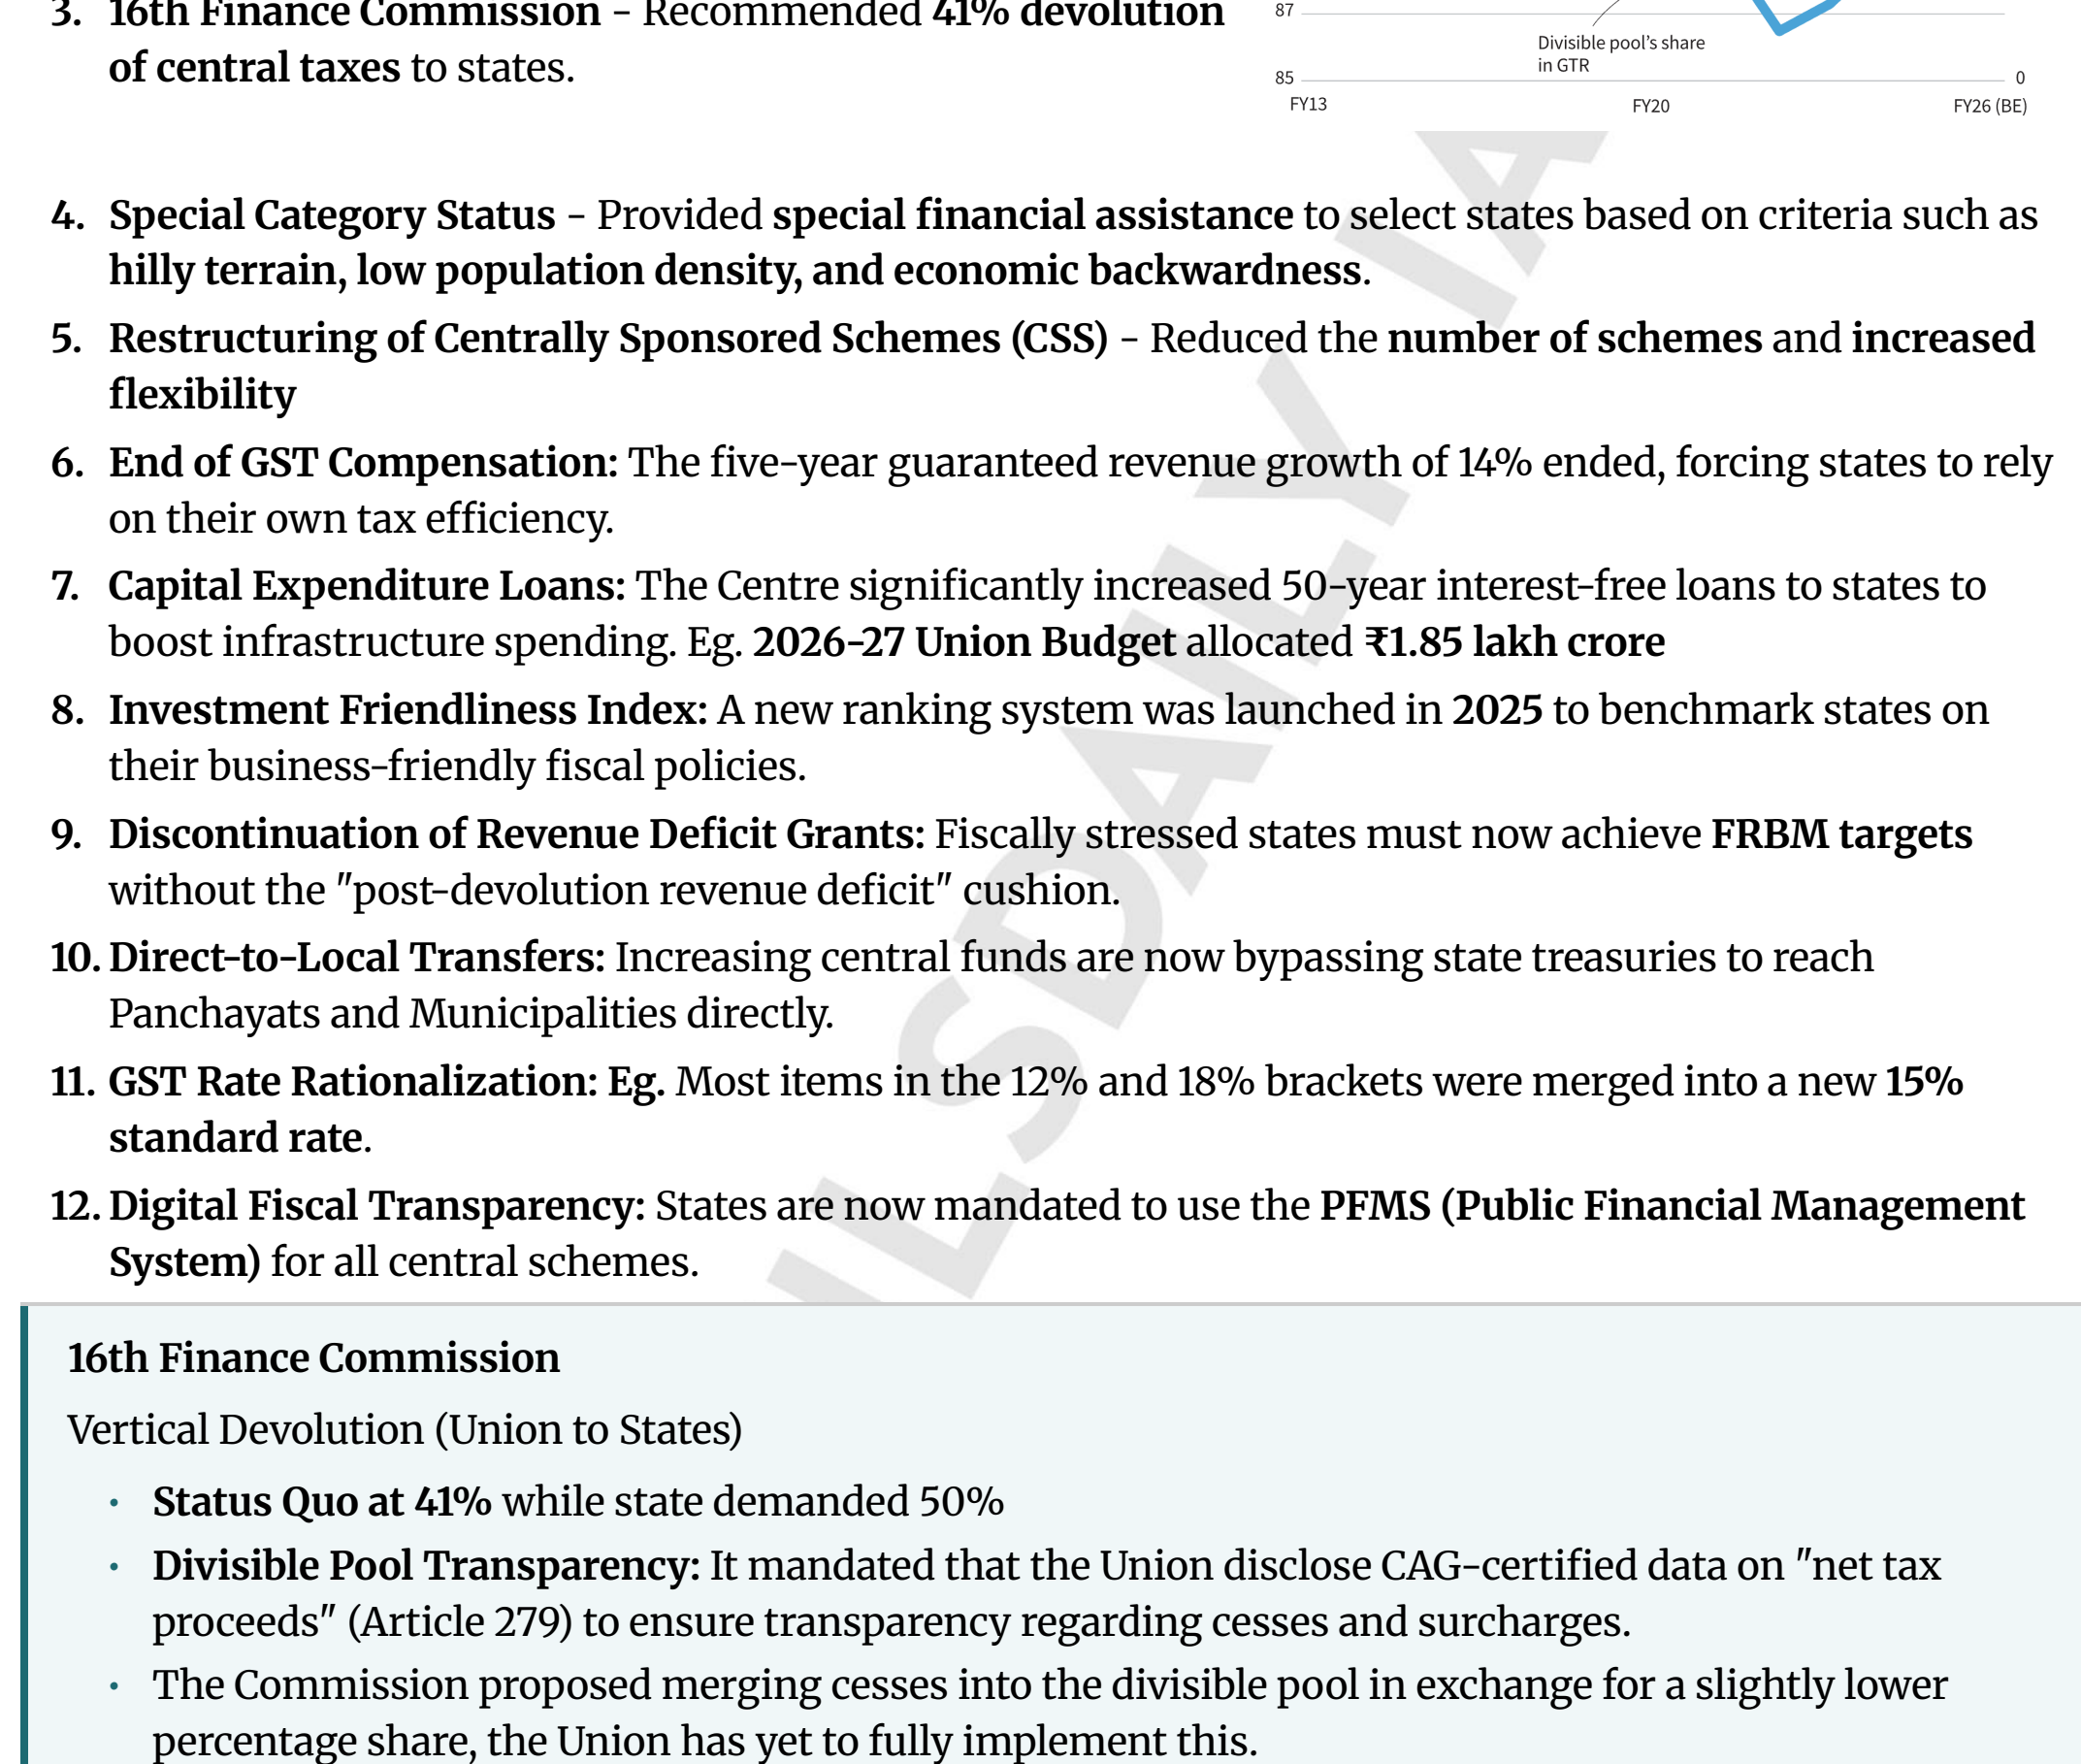 3. 16th Finance Commission - Recommended 41% devolution
of central taxes to states.
87
Divisible pool's share
in GTR
85
0
FY13
FY20
FY26 (BE)
4. Special Category Status - Provided special financial assistance to select states based on criteria such as
hilly terrain, low population density, and economic backwardness.
5. Restructuring of Centrally Sponsored Schemes (CSS) - Reduced the number of schemes and increased
flexibility
6. End of GST Compensation: The five-year guaranteed revenue growth of 14% ended, forcing states to rely
on their own tax efficiency.
7. Capital Expenditure Loans: The Centre significantly increased 50-year interest-free loans to states to
boost infrastructure spending. Eg. 2026-27 Union Budget allocated ₹1.85 lakh crore
8. Investment Friendliness Index: A new ranking system was launched in 2025 to benchmark states on
their business-friendly fiscal policies.
9. Discontinuation of Revenue Deficit Grants: Fiscally stressed states must now achieve FRBM targets
without the "post-devolution revenue deficit" cushion.
10. Direct-to-Local Transfers: Increasing central funds are now bypassing state treasuries to reach
Panchayats and Municipalities directly.
11. GST Rate Rationalization: Eg. Most items in the 12% and 18% brackets were merged into a new 15%
standard rate.
12. Digital Fiscal Transparency: States are now mandated to use the PFMS (Public Financial Management
System) for all central schemes.
16th Finance Commission
Vertical Devolution (Union to States)
• Status Quo at 41% while state demanded 50%
• Divisible Pool Transparency: It mandated that the Union disclose CAG-certified data on "net tax
proceeds" (Article 279) to ensure transparency regarding cesses and surcharges.
• The Commission proposed merging cesses into the divisible pool in exchange for a slightly lower
percentage share, the Union has yet to fully implement this.